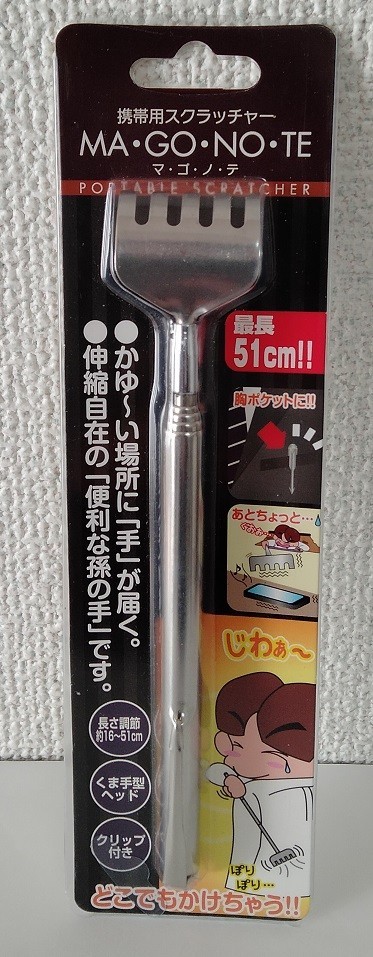 携帯用スクラッチャー
MA・GO・NO・TE
マ・ゴ・ノ・テ
PORTABLE SCRATCHER
最長
51cm!!
胸ポケットに!!
●かゆ〜い場所に「手」が届く。
●伸縮自在の「便利な孫の手」です。
あとちょっと…
じわぁ〜
長さ調節
約16〜51cm
くま手型
ヘッド
クリップ
付き
ぽり
ぽり…
どこでもかけちゃう!!